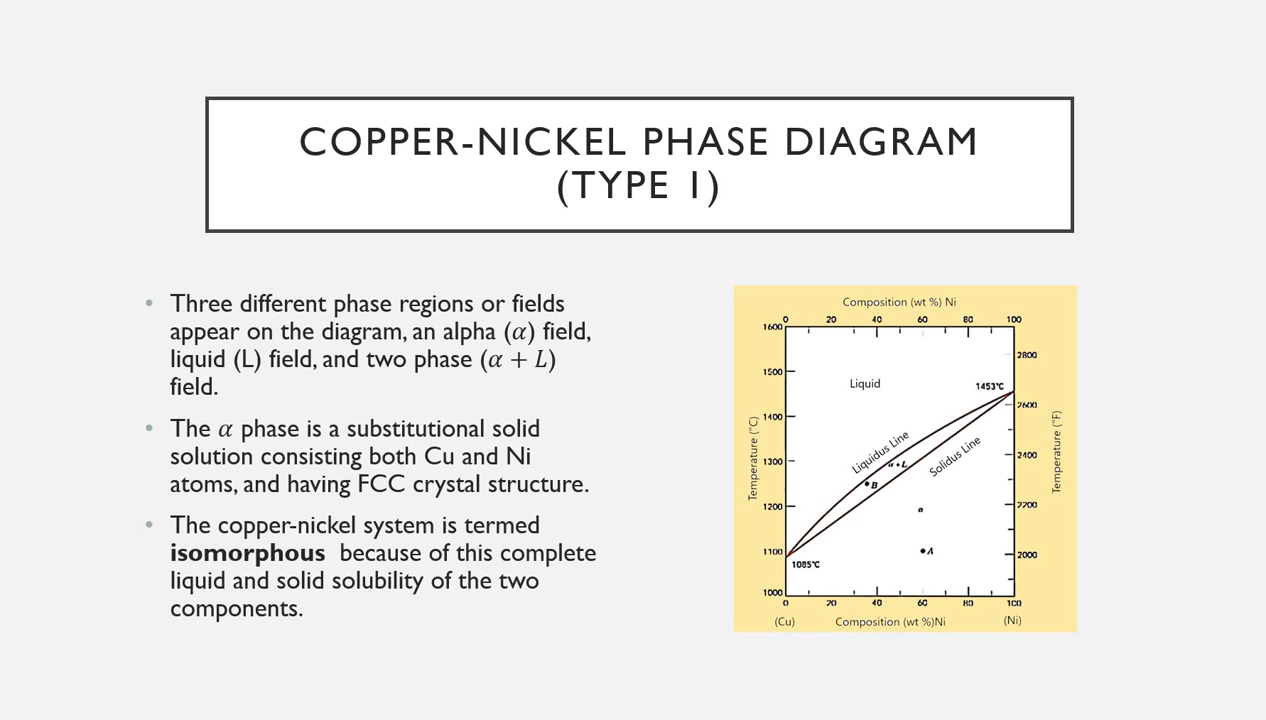 COPPER-NICKEL PHASE DIAGRAM
(TYPE 1)
• Three different phase regions or fields
appear on the diagram, an alpha (α) field,
liquid (L) field, and two phase (α + L)
field.
• The α phase is a substitutional solid
solution consisting both Cu and Ni
atoms, and having FCC crystal structure.
• The copper-nickel system is termed
isomorphous because of this complete
liquid and solid solubility of the two
components.
Composition (wt %) Ni
0 20 40 60 80 100
1600
2800
1500
Liquid
1453℃
2600
1400
Temperature (°C)
Temperature (°F)
Liquidus Line
Solidus Line
1300
α + L
2400
B
1200
α
2200
1100
A
2000
1085℃
1000
0 20 40 60 80 100
(Cu) Composition (wt %)Ni (Ni)